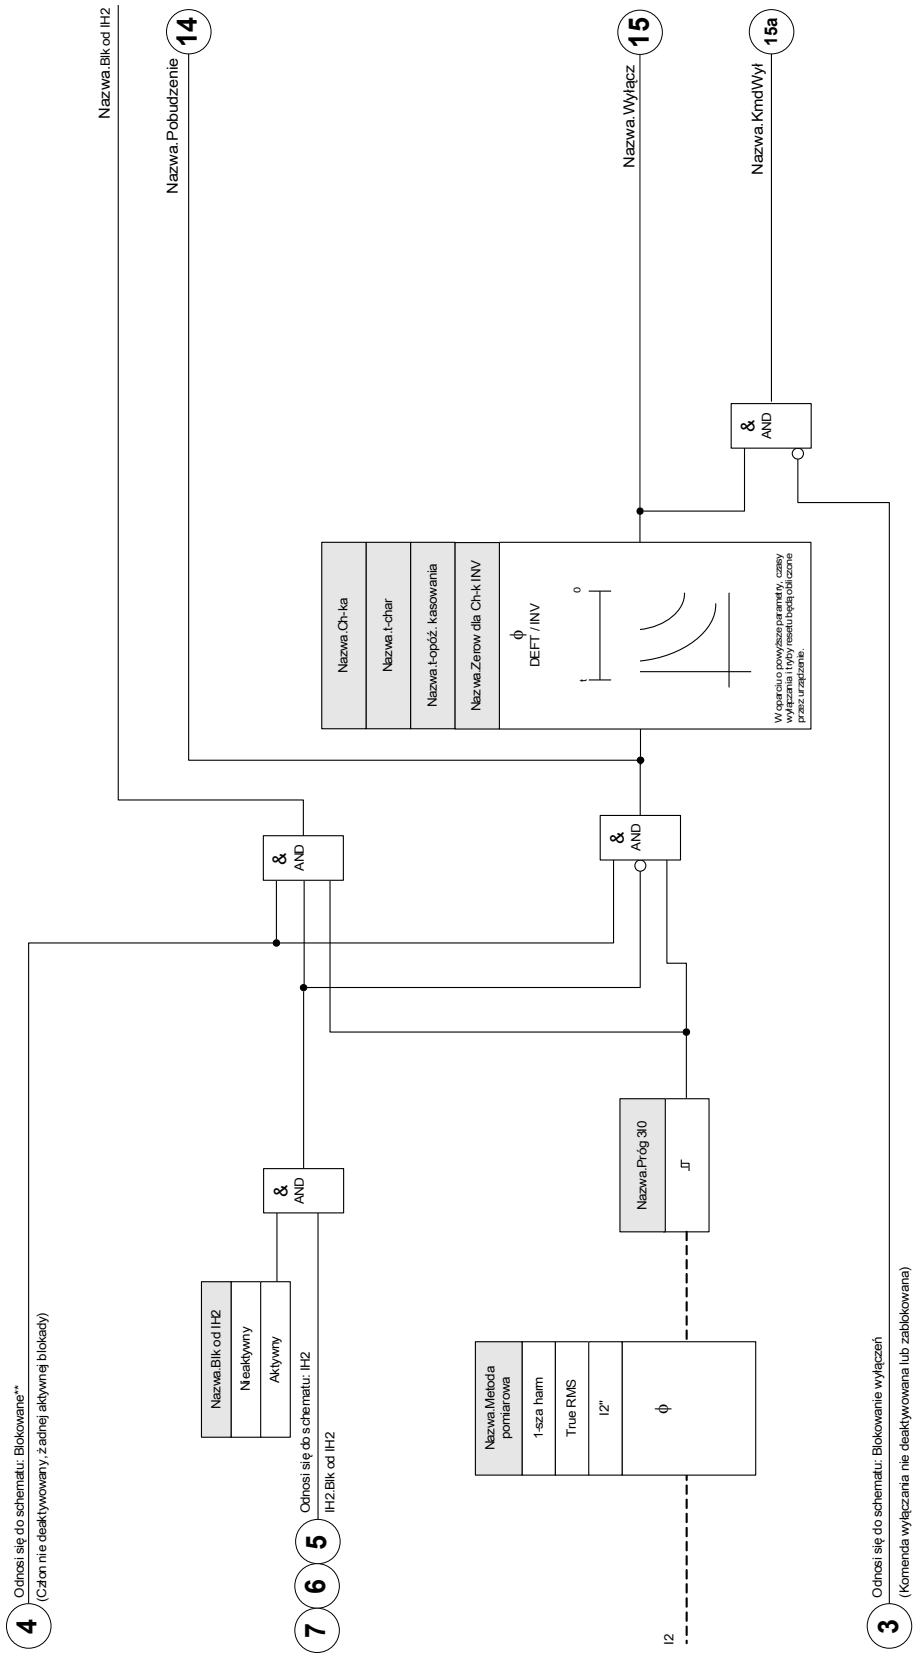 4
Odnosi się do schematu: Blokowane**
(Człon nie deaktywowany, żadnej aktywnej blokady)
Nazwa.Blk od IH2
Nieaktywny
Aktywny
7
6
5
Odnosi się do schematu: IH2
IH2.Blk od IH2
&
AND
&
AND
Nazwa.Blk od IH2
Nazwa.Pobudzenie
14
I2
Nazwa.Metoda
pomiarowa
1-sza harm
True RMS
I2"
ϕ
Nazwa.Próg 3I0
&
AND
Nazwa.Ch-ka
Nazwa.t-char
Nazwa.t-opóź. kasowania
Nazwa.Zerow dla Ch-k INV
ϕ
DEFT / INV
t
0
W oparciu o powyższe parametry, czasy
wyłączania i tryby resetu będą obliczone
przez urządzenie.
Nazwa.Wyłącz
15
&
AND
Nazwa.KmdWył
15a
3
Odnosi się do schematu: Blokowanie wyłączeń
(Komenda wyłączania nie deaktywowana lub zablokowana)